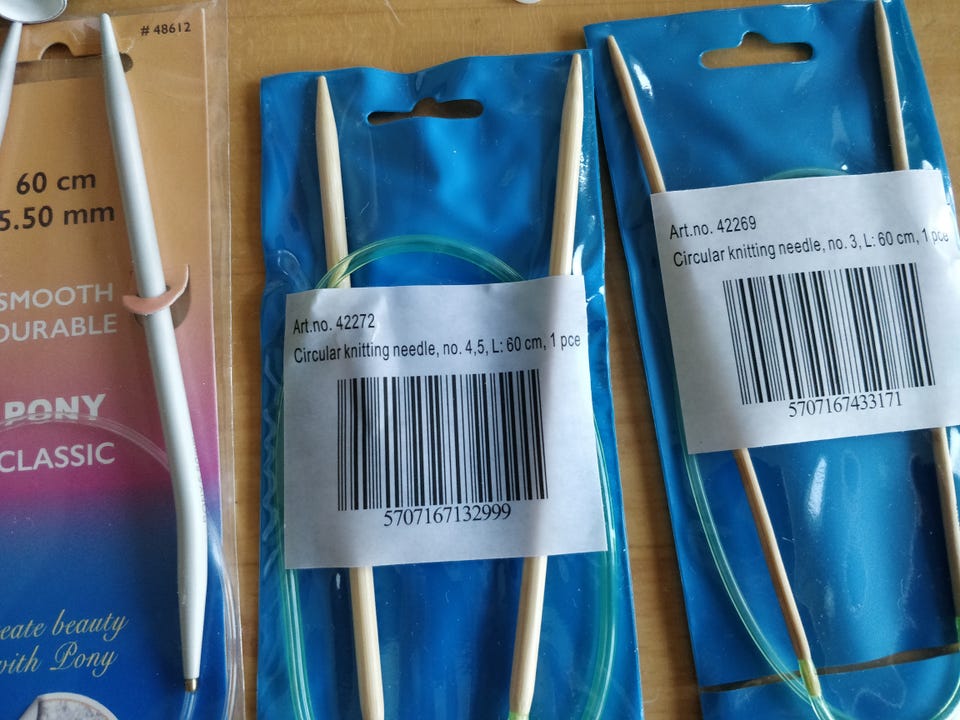 # 48612
60 cm
5.50 mm
SMOOTH
DURABLE
PONY
CLASSIC
eate beauty
with Pony
Art.no. 42272
Circular knitting needle, no. 4,5, L: 60 cm, 1 pce
5707167132999
Art.no. 42269
Circular knitting needle, no. 3, L: 60 cm, 1 pce
5707167433171